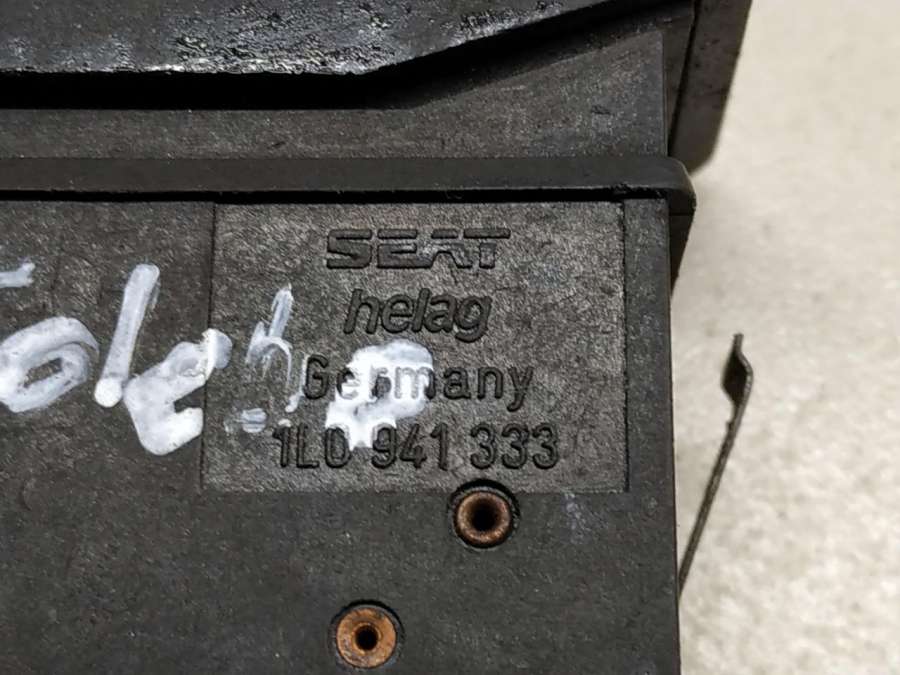 SEAT
helag
Germany
1L0 941 333